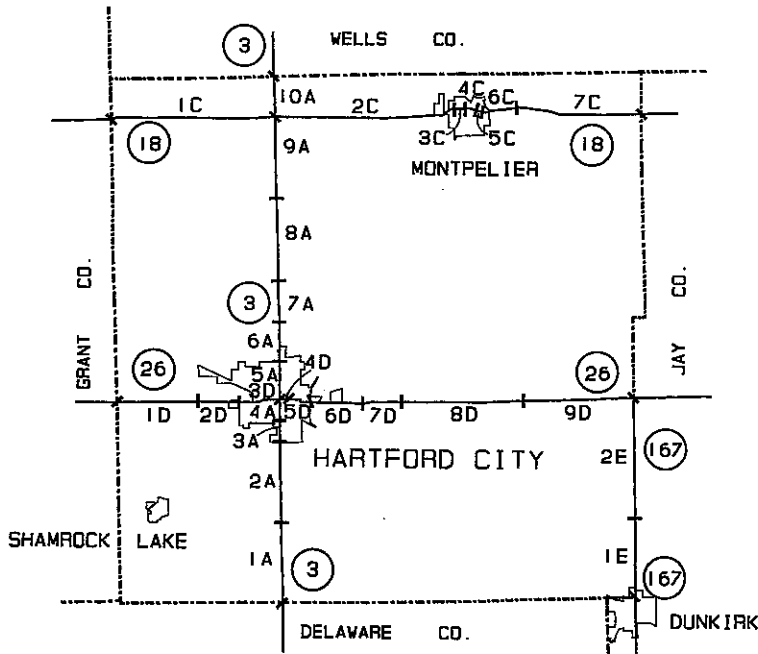 3
WELLS CO.
1C
10A
2C
4C
6C
7C
18
9A
3C
5C
18
MONTPELIER
8A
GRANT CO.
JAY CO.
3
7A
6A
26
5A
4D
26
3D
1D
2D
4A
5D
6D
7D
8D
9D
3A
HARTFORD CITY
2A
2E
167
SHAMROCK LAKE
1A
3
1E
167
DUNKIRK
DELAWARE CO.